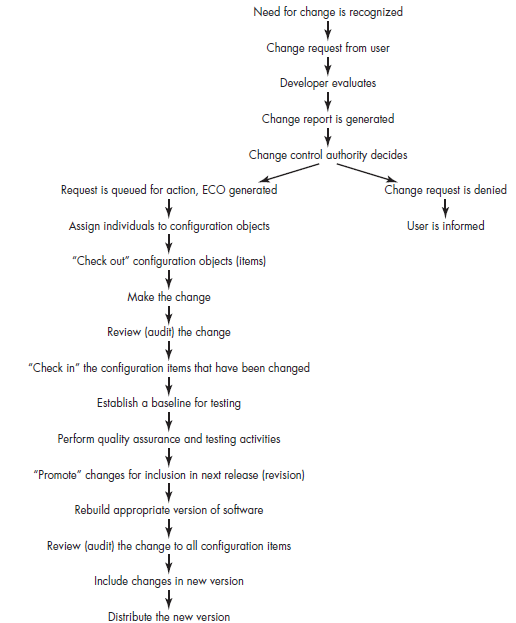 Need for change is recognized
Change request from user
Developer evaluates
Change report is generated
Change control authority decides
Request is queued for action, ECO generated
Change request is denied
Assign individuals to configuration objects
User is informed
“Check out” configuration objects (items)
Make the change
Review (audit) the change
“Check in” the configuration items that have been changed
Establish a baseline for testing
Perform quality assurance and testing activities
“Promote” changes for inclusion in next release (revision)
Rebuild appropriate version of software
Review (audit) the change to all configuration items
Include changes in new version
Distribute the new version